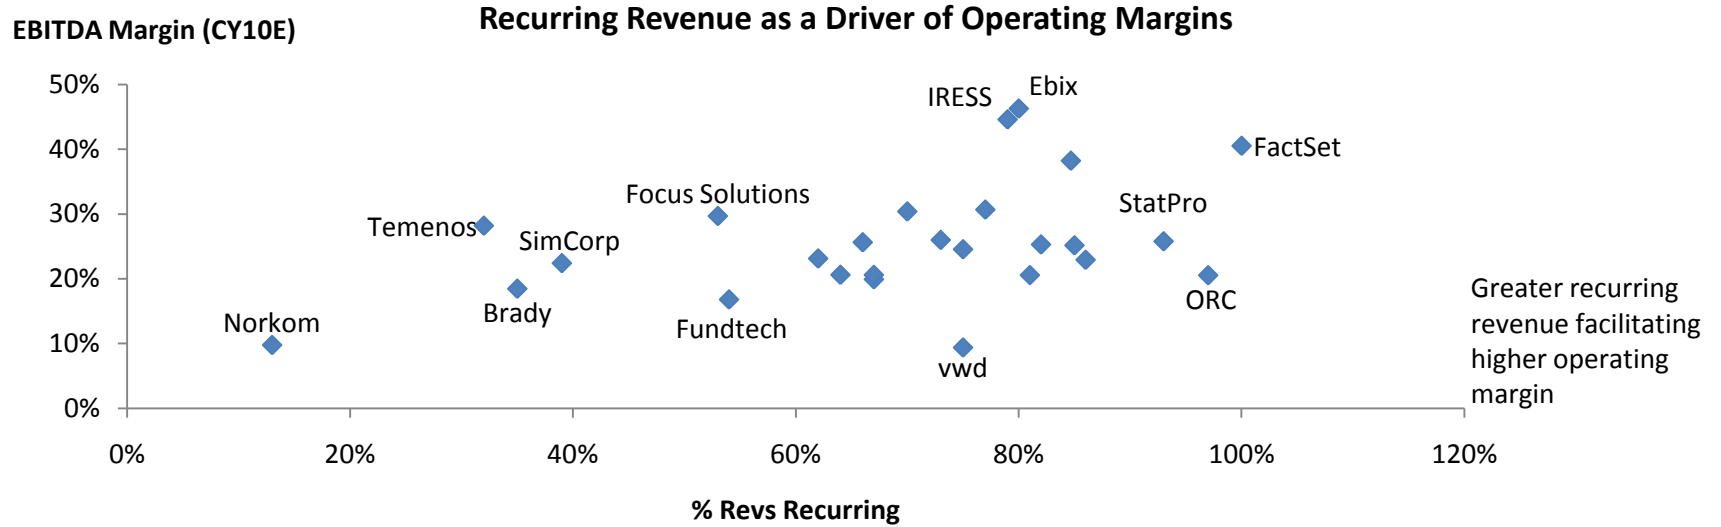 Recurring Revenue as a Driver of Operating Margins
EBITDA Margin (CY10E)
50%
40%
30%
20%
10%
0%
IRESS
Ebix
FactSet
StatPro
Focus Solutions
Temenos
SimCorp
Brady
Norkom
Fundtech
vwd
ORC
Greater recurring
revenue facilitating
higher operating
margin
0%
20%
40%
60%
80%
100%
120%
% Revs Recurring